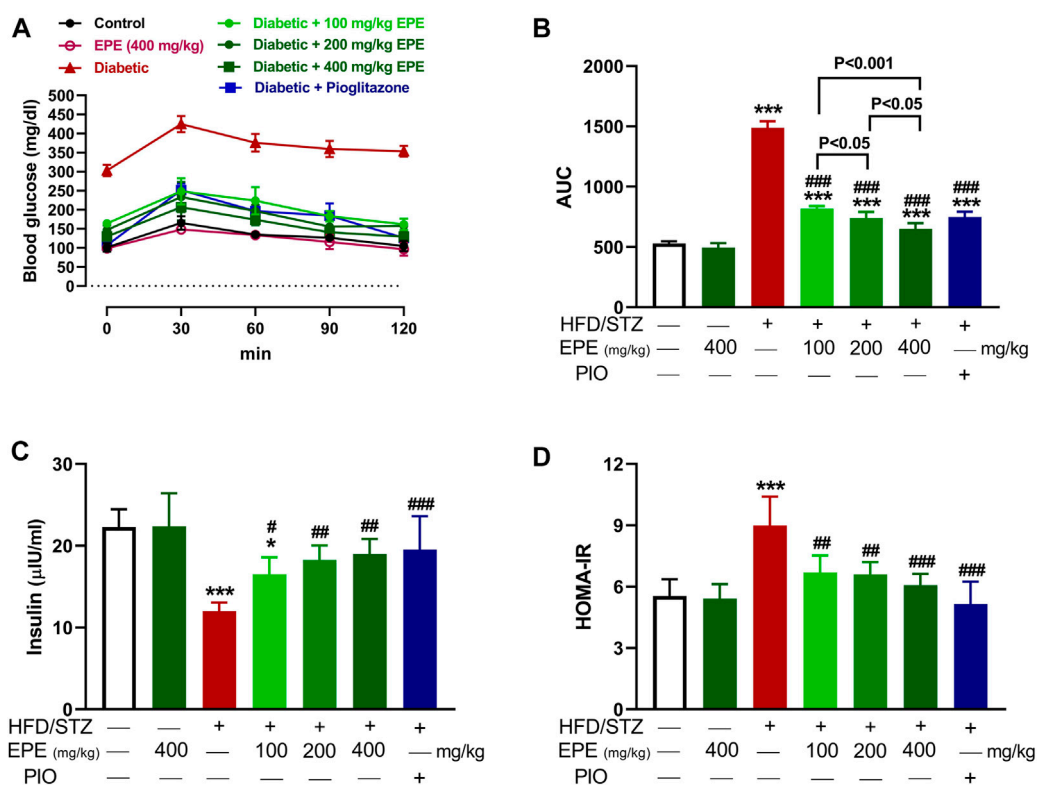 A
Control
EPE (400 mg/kg)
Diabetic
Diabetic + 100 mg/kg EPE
Diabetic + 200 mg/kg EPE
Diabetic + 400 mg/kg EPE
Diabetic + Pioglitazone
Blood glucose (mg/dl)
500
450
400
350
300
250
200
150
100
50
0
0 30 60 90 120
min
B
AUC
2000
1500
1000
500
0
P<0.001
P<0.05
P<0.05
***
### ### ### ###
*** *** *** ***
HFD/STZ — — + + + + +
EPE (mg/kg) — 400 — 100 200 400 — mg/kg
PIO — — — — — — +
C
Insulin (μIU/ml)
30
20
10
0
***
# ## ## ###
*
HFD/STZ — — + + + + +
EPE (mg/kg) — 400 — 100 200 400 — mg/kg
PIO — — — — — — +
D
HOMA-IR
12
9
6
3
0
***
## ## ### ###
HFD/STZ — — + + + + +
EPE (mg/kg) — 400 — 100 200 400 — mg/kg
PIO — — — — — — +